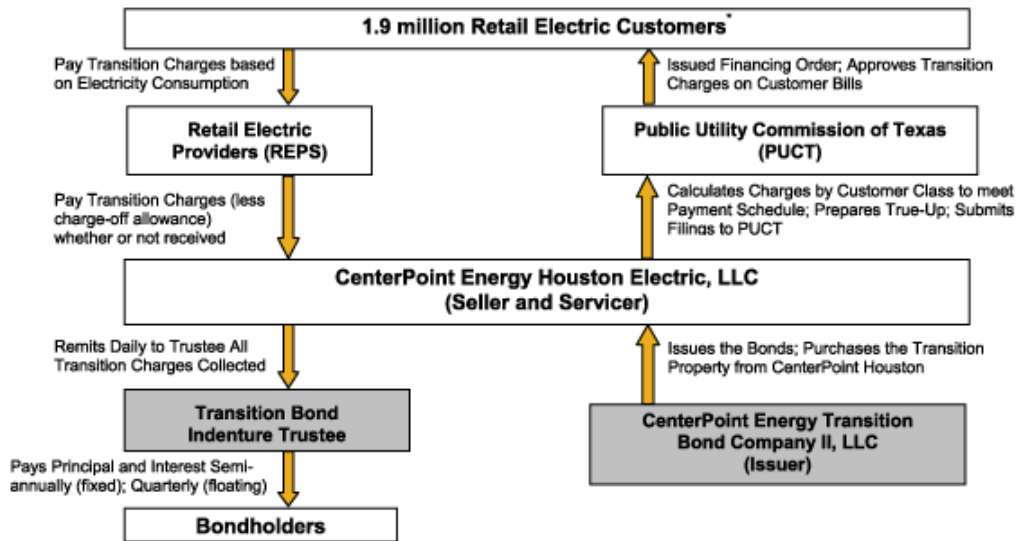 1.9 million Retail Electric Customers*
Pay Transition Charges based
on Electricity Consumption
Issued Financing Order; Approves Transition
Charges on Customer Bills
Retail Electric
Providers (REPS)
Public Utility Commission of Texas
(PUCT)
Pay Transition Charges (less
charge-off allowance)
whether or not received
Calculates Charges by Customer Class to meet
Payment Schedule; Prepares True-Up; Submits
Filings to PUCT
CenterPoint Energy Houston Electric, LLC
(Seller and Servicer)
Remits Daily to Trustee All
Transition Charges Collected
Issues the Bonds; Purchases the Transition
Property from CenterPoint Houston
Transition Bond
Indenture Trustee
CenterPoint Energy Transition
Bond Company II, LLC
(Issuer)
Pays Principal and Interest Semi-
annually (fixed); Quarterly (floating)
Bondholders